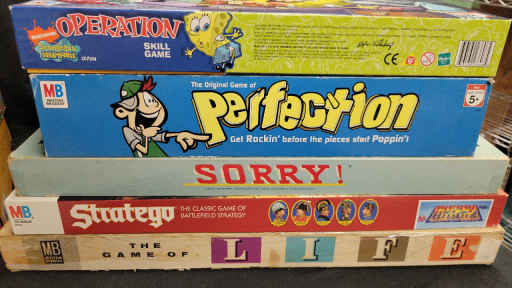 OPERATION
SKILL
GAME
MB
The Original Game of
Perfection
Get Rockin' before the pieces start Poppin'!
5+
SORRY!
MB
Stratego
THE CLASSIC GAME OF
BATTLEFIELD STRATEGY
MB
THE
GAME OF
LIFE